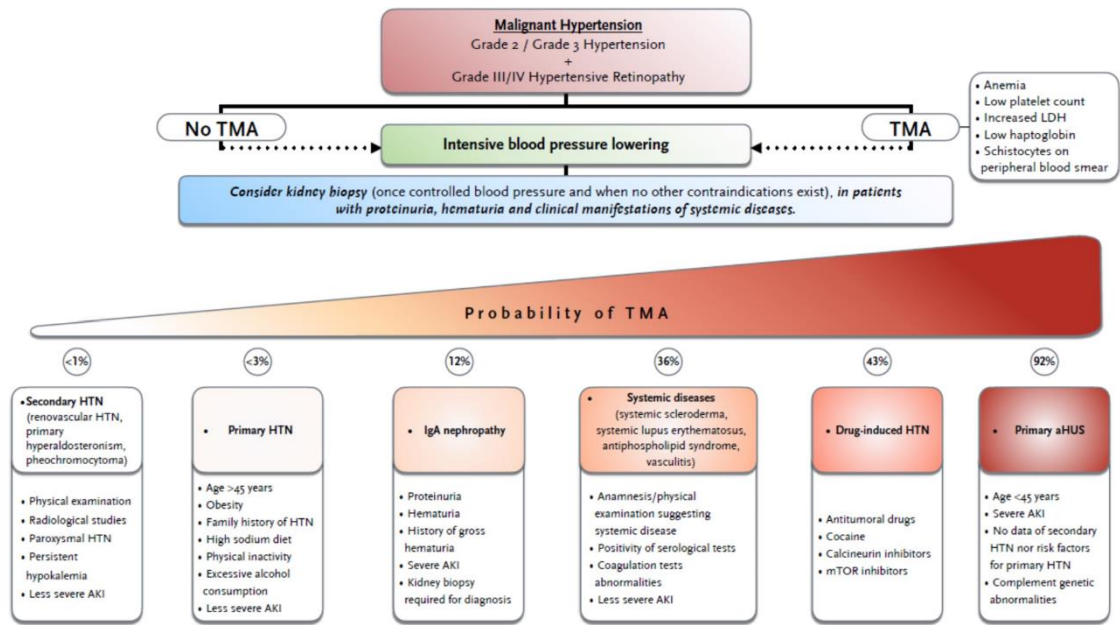 Malignant Hypertension
Grade 2 / Grade 3 Hypertension
+
Grade III/IV Hypertensive Retinopathy
No TMA
TMA
• Anemia
• Low platelet count
• Increased LDH
• Low haptoglobin
• Schistocytes on
peripheral blood smear
Intensive blood pressure lowering
Consider kidney biopsy (once controlled blood pressure and when no other contraindications exist), in patients
with proteinuria, hematuria and clinical manifestations of systemic diseases.
Probability of TMA
<1%
<3%
12%
36%
43%
92%
•Secondary HTN
(renovascular HTN,
primary
hyperaldosteronism,
pheochromocytoma)
• Physical examination
• Radiological studies
• Paroxysmal HTN
• Persistent
hypokalemia
• Less severe AKI
• Primary HTN
• Age >45 years
• Obesity
• Family history of HTN
• High sodium diet
• Physical inactivity
• Excessive alcohol
consumption
• Less severe AKI
• IgA nephropathy
• Proteinuria
• Hematuria
• History of gross
hematuria
• Severe AKI
• Kidney biopsy
required for diagnosis
• Systemic diseases
(systemic scleroderma,
systemic lupus erythematosus,
antiphospholipid syndrome,
vasculitis)
• Anamnesis/physical
examination suggesting
systemic disease
• Positivity of serological tests
• Coagulation tests
abnormalities
• Less severe AKI
• Drug-induced HTN
• Antitumoral drugs
• Cocaine
• Calcineurin inhibitors
• mTOR inhibitors
• Primary aHUS
• Age <45 years
• Severe AKI
• No data of secondary
HTN nor risk factors
for primary HTN
• Complement genetic
abnormalities